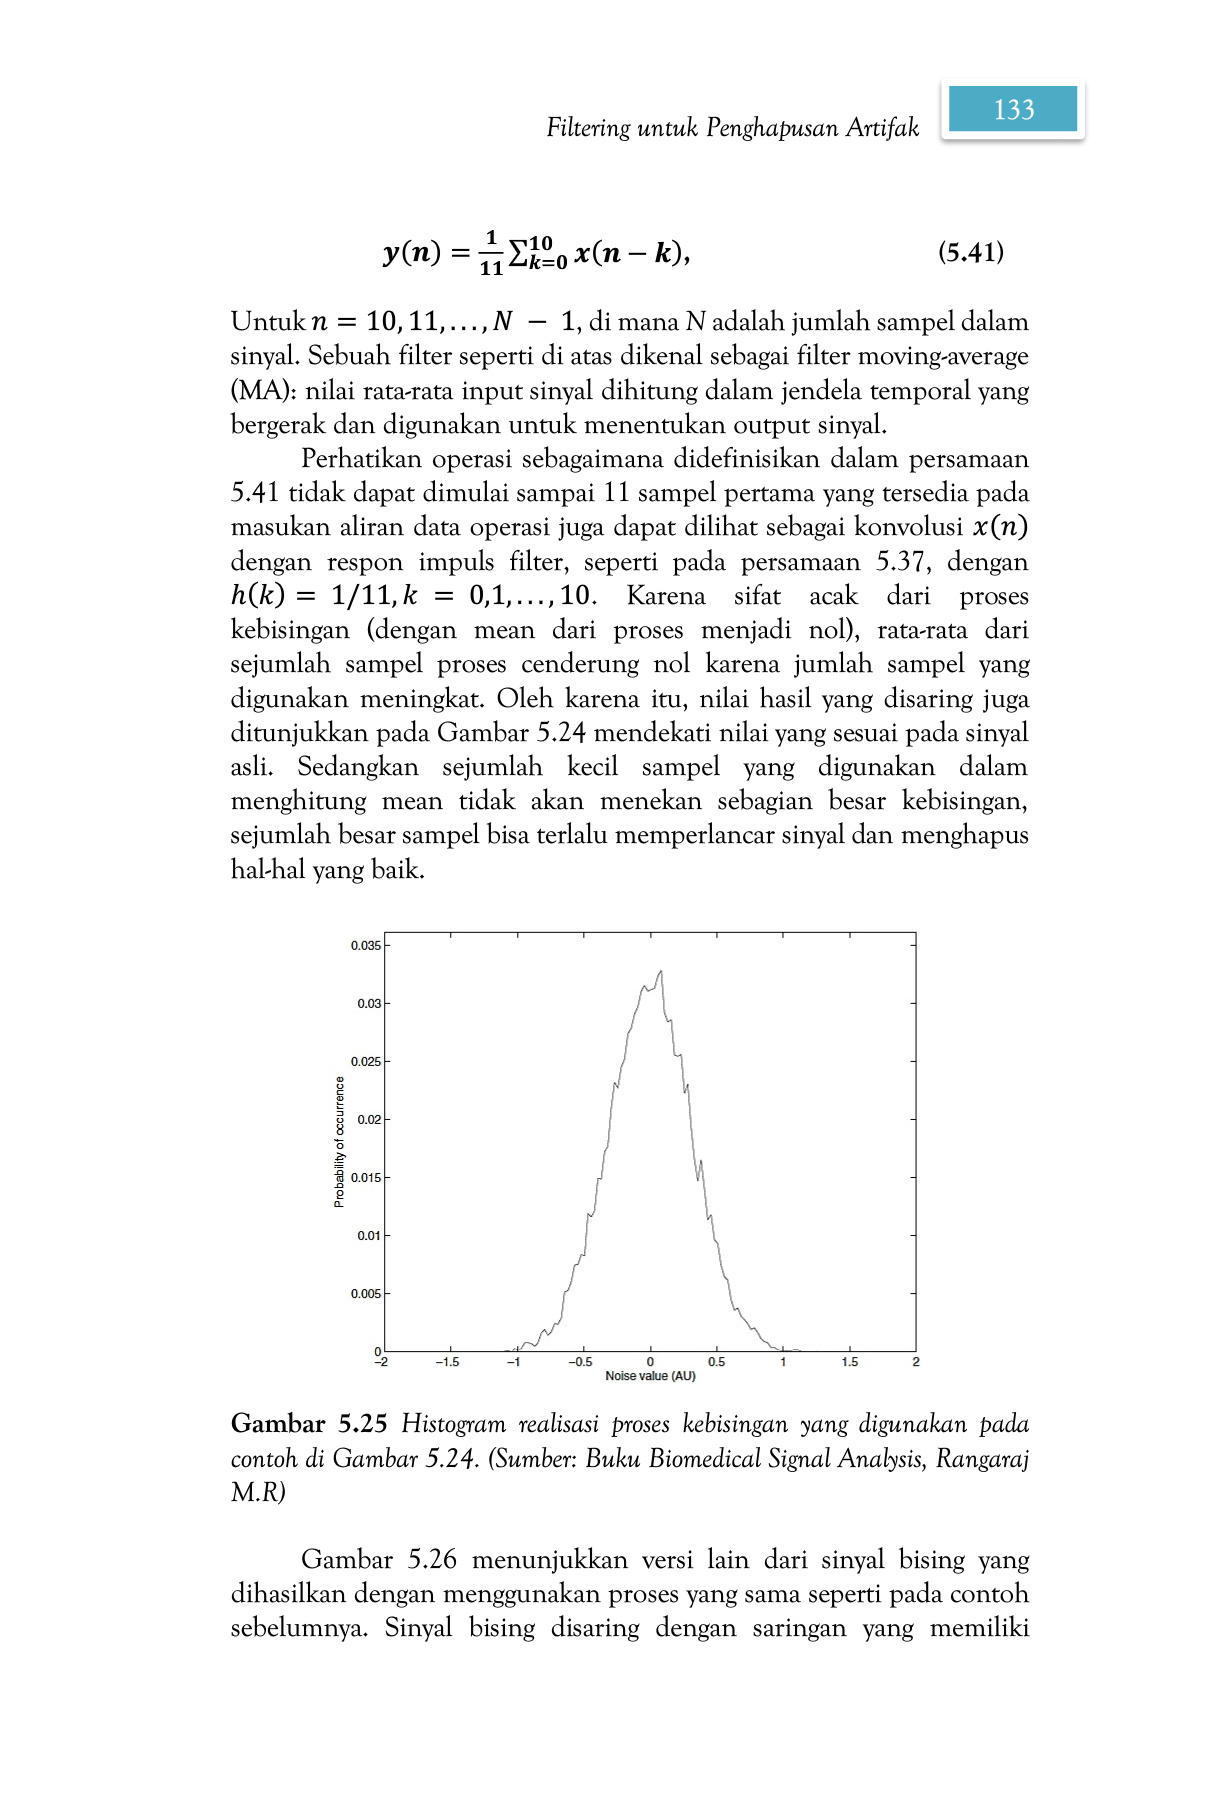 133
Filtering untuk Penghapusan Artifak
y(n) = 1/11 ∑_{k=0}^{10} x(n − k), (5.41)
Untuk n = 10, 11, . . . , N − 1, di mana N adalah jumlah sampel dalam
sinyal. Sebuah filter seperti di atas dikenal sebagai filter moving-average
(MA): nilai rata-rata input sinyal dihitung dalam jendela temporal yang
bergerak dan digunakan untuk menentukan output sinyal.
Perhatikan operasi sebagaimana didefinisikan dalam persamaan
5.41 tidak dapat dimulai sampai 11 sampel pertama yang tersedia pada
masukan aliran data operasi juga dapat dilihat sebagai konvolusi x(n)
dengan respon impuls filter, seperti pada persamaan 5.37, dengan
h(k) = 1/11, k = 0,1, . . . , 10. Karena sifat acak dari proses
kebisingan (dengan mean dari proses menjadi nol), rata-rata dari
sejumlah sampel proses cenderung nol karena jumlah sampel yang
digunakan meningkat. Oleh karena itu, nilai hasil yang disaring juga
ditunjukkan pada Gambar 5.24 mendekati nilai yang sesuai pada sinyal
asli. Sedangkan sejumlah kecil sampel yang digunakan dalam
menghitung mean tidak akan menekan sebagian besar kebisingan,
sejumlah besar sampel bisa terlalu memperlancar sinyal dan menghapus
hal-hal yang baik.
0.035
0.03
0.025
0.02
0.015
0.01
0.005
0
Probability of occurrence
−2 −1.5 −1 −0.5 0 0.5 1 1.5 2
Noise value (AU)
Gambar 5.25 Histogram realisasi proses kebisingan yang digunakan pada
contoh di Gambar 5.24. (Sumber: Buku Biomedical Signal Analysis, Rangaraj
M.R)
Gambar 5.26 menunjukkan versi lain dari sinyal bising yang
dihasilkan dengan menggunakan proses yang sama seperti pada contoh
sebelumnya. Sinyal bising disaring dengan saringan yang memiliki